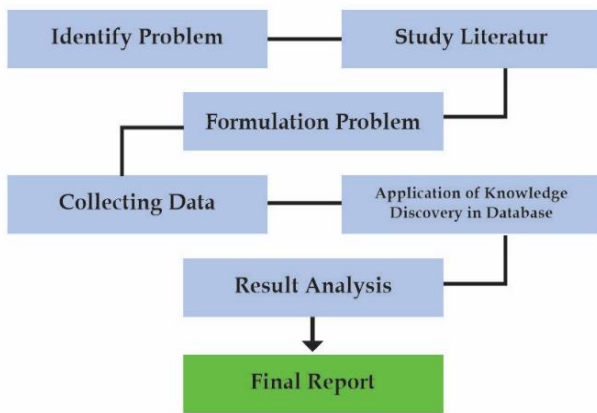 Identify Problem
Study Literatur
Formulation Problem
Collecting Data
Application of Knowledge
Discovery in Database
Result Analysis
Final Report